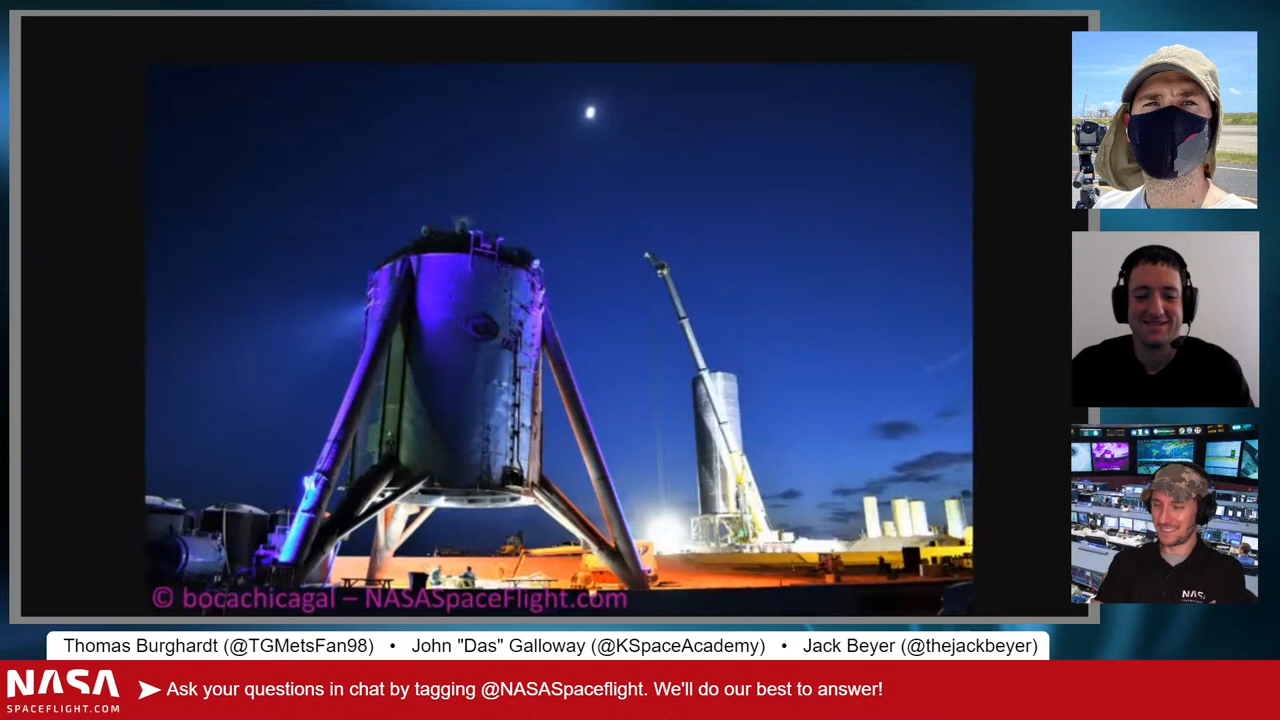 © bocachicagal – NASASpaceFlight.com
NASA
Thomas Burghardt (@TGMetsFan98) • John "Das" Galloway (@KSpaceAcademy) • Jack Beyer (@thejackbeyer)
NASA
SPACEFLIGHT.COM
Ask your questions in chat by tagging @NASASpaceflight. We'll do our best to answer!